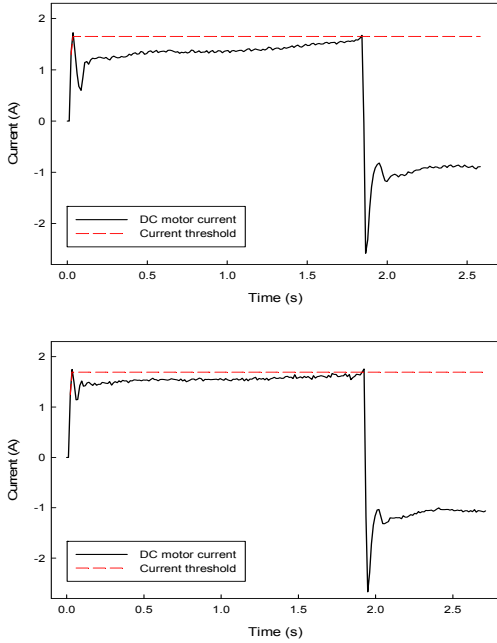 2
1
0
-1
-2
Current (A)
DC motor current
Current threshold
0.0 0.5 1.0 1.5 2.0 2.5
Time (s)
2
1
0
-1
-2
Current (A)
DC motor current
Current threshold
0.0 0.5 1.0 1.5 2.0 2.5
Time (s)